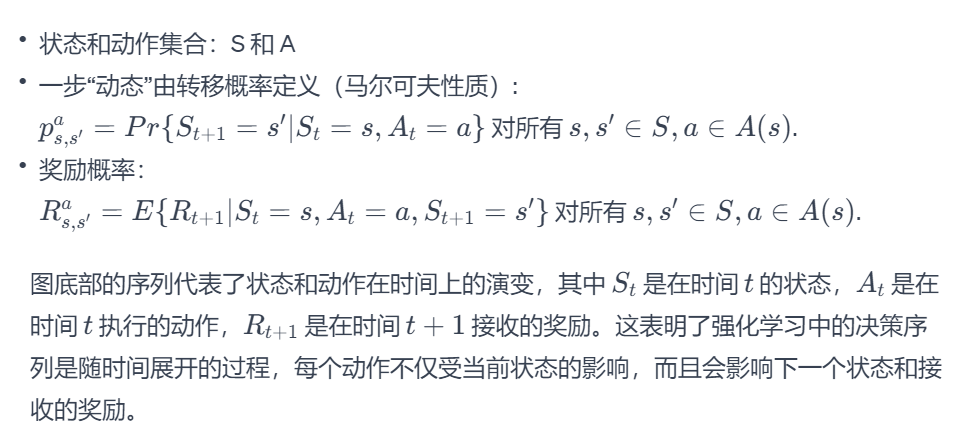 • 状态和动作集合：S 和 A
• 一步“动态”由转移概率定义（马尔可夫性质）:
$p^a_{s,s'} = Pr\{S_{t+1} = s'|S_t = s, A_t = a\}$ 对所有 $s, s' \in S, a \in A(s).$
• 奖励概率：
$R^a_{s,s'} = E\{R_{t+1}|S_t = s, A_t = a, S_{t+1} = s'\}$ 对所有 $s, s' \in S, a \in A(s).$
图底部的序列代表了状态和动作在时间上的演变，其中 $S_t$ 是在时间 $t$ 的状态，$A_t$ 是在
时间 $t$ 执行的动作，$R_{t+1}$ 是在时间 $t + 1$ 接收的奖励。这表明了强化学习中的决策序
列是随时间展开的过程，每个动作不仅受当前状态的影响，而且会影响下一个状态和接
收的奖励。